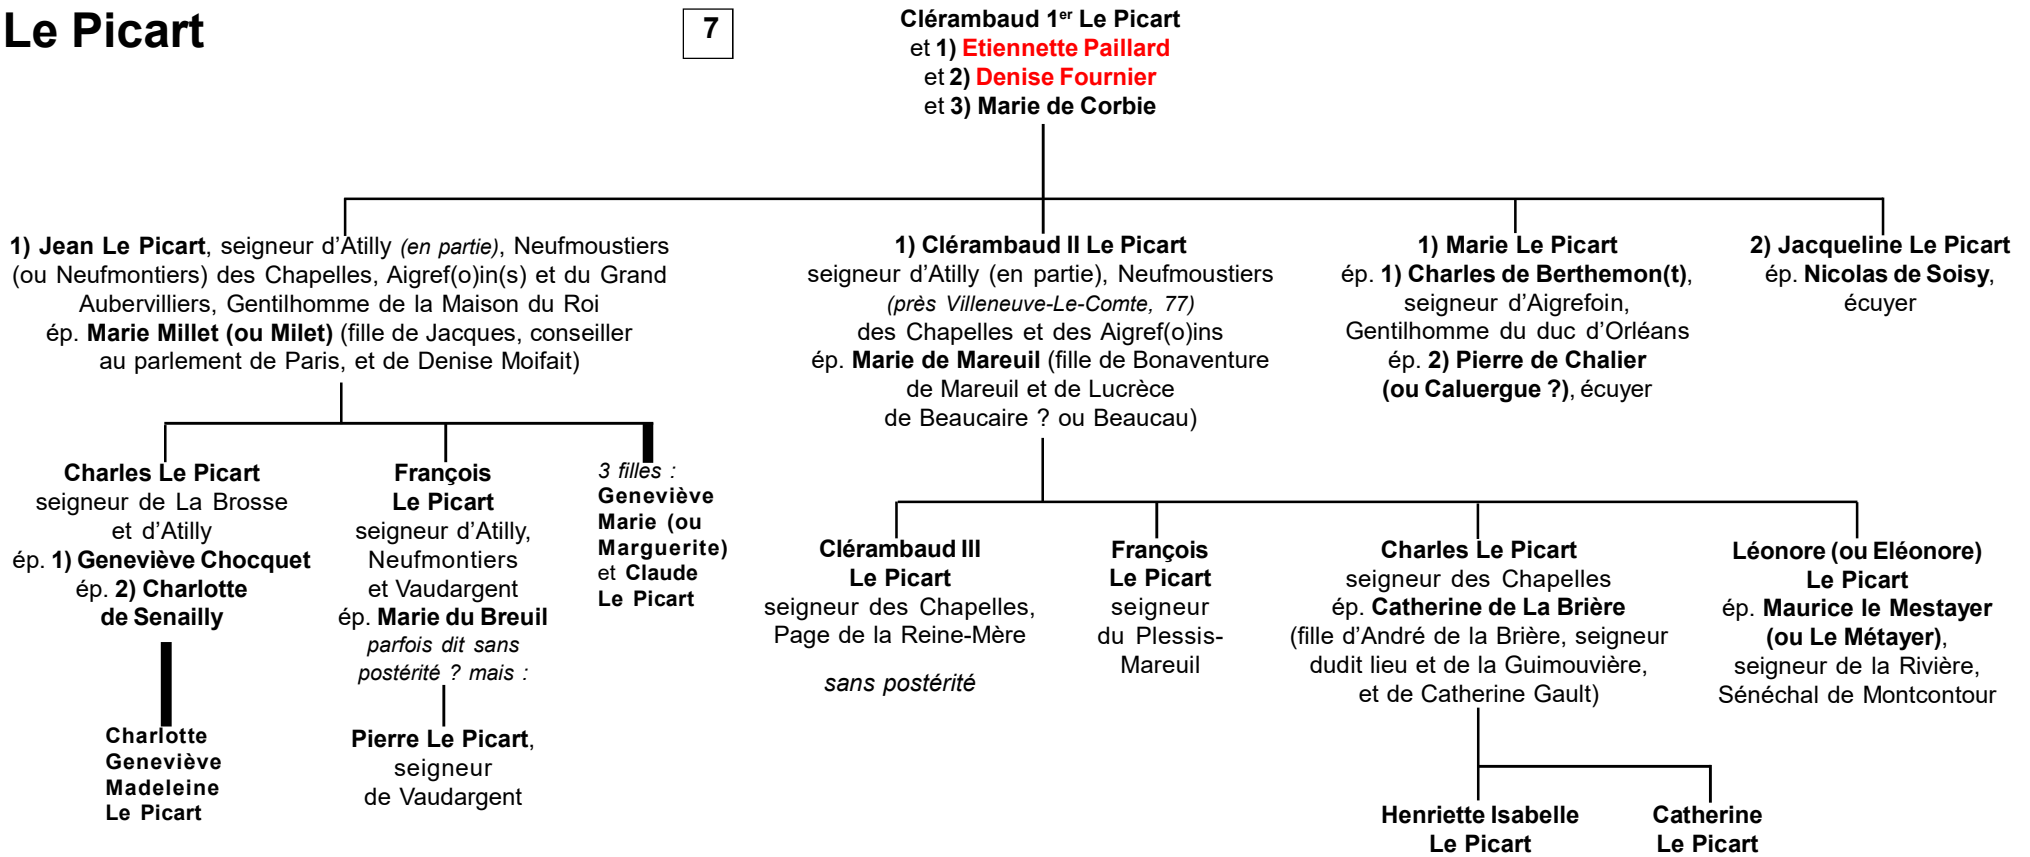 Le Picart
7
Clérambaud 1er Le Picart
et 1) Etiennette Paillard
et 2) Denise Fournier
et 3) Marie de Corbie
1) Jean Le Picart, seigneur d’Atilly (en partie), Neufmoustiers
(ou Neufmontiers) des Chapelles, Aigref(o)in(s) et du Grand
Aubervilliers, Gentilhomme de la Maison du Roi
ép. Marie Millet (ou Milet) (fille de Jacques, conseiller
au parlement de Paris, et de Denise Moifait)
1) Clérambaud II Le Picart
seigneur d’Atilly (en partie), Neufmoustiers
(près Villeneuve-Le-Comte, 77)
des Chapelles et des Aigref(o)ins
ép. Marie de Mareuil (fille de Bonaventure
de Mareuil et de Lucrèce
de Beaucaire ? ou Beaucau)
1) Marie Le Picart
ép. 1) Charles de Berthemon(t),
seigneur d’Aigrefoin,
Gentilhomme du duc d’Orléans
ép. 2) Pierre de Chalier
(ou Caluergue ?), écuyer
2) Jacqueline Le Picart
ép. Nicolas de Soisy,
écuyer
Charles Le Picart
seigneur de La Brosse
et d’Atilly
ép. 1) Geneviève Chocquet
ép. 2) Charlotte
de Senailly
François
Le Picart
seigneur d’Atilly,
Neufmontiers
et Vaudargent
ép. Marie du Breuil
parfois dit sans
postérité ? mais :
3 filles :
Geneviève
Marie (ou
Marguerite)
et Claude
Le Picart
Clérambaud III
Le Picart
seigneur des Chapelles,
Page de la Reine-Mère
sans postérité
François
Le Picart
seigneur
du Plessis-
Mareuil
Charles Le Picart
seigneur des Chapelles
ép. Catherine de La Brière
(fille d’André de la Brière, seigneur
dudit lieu et de la Guimouvière,
et de Catherine Gault)
Léonore (ou Eléonore)
Le Picart
ép. Maurice le Mestayer
(ou Le Métayer),
seigneur de la Rivière,
Sénéchal de Montcontour
Charlotte
Geneviève
Madeleine
Le Picart
Pierre Le Picart,
seigneur
de Vaudargent
Henriette Isabelle
Le Picart
Catherine
Le Picart